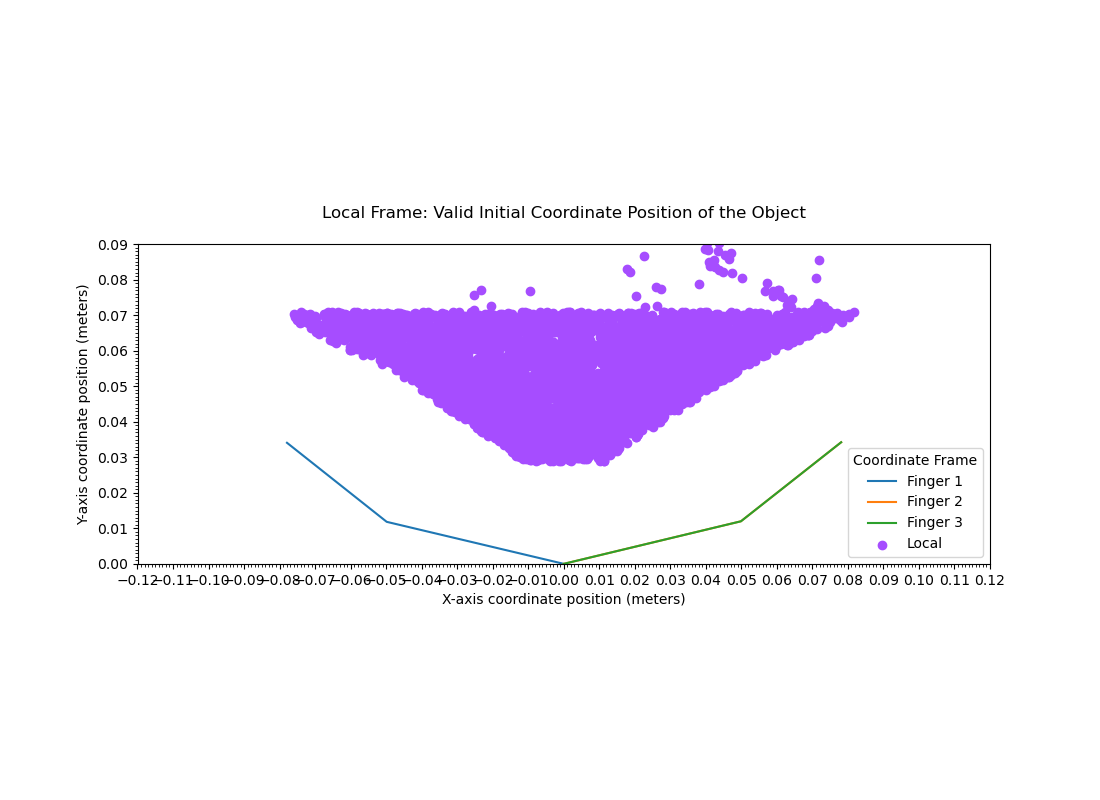 Local Frame: Valid Initial Coordinate Position of the Object
0.09
0.08
0.07
0.06
0.05
0.04
0.03
0.02
0.01
0.00
Y-axis coordinate position (meters)
Coordinate Frame
Finger 1
Finger 2
Finger 3
Local
−0.12 −0.11 −0.10 −0.09 −0.08 −0.07 −0.06 −0.05 −0.04 −0.03 −0.02 −0.01 0.00 0.01 0.02 0.03 0.04 0.05 0.06 0.07 0.08 0.09 0.10 0.11 0.12
X-axis coordinate position (meters)